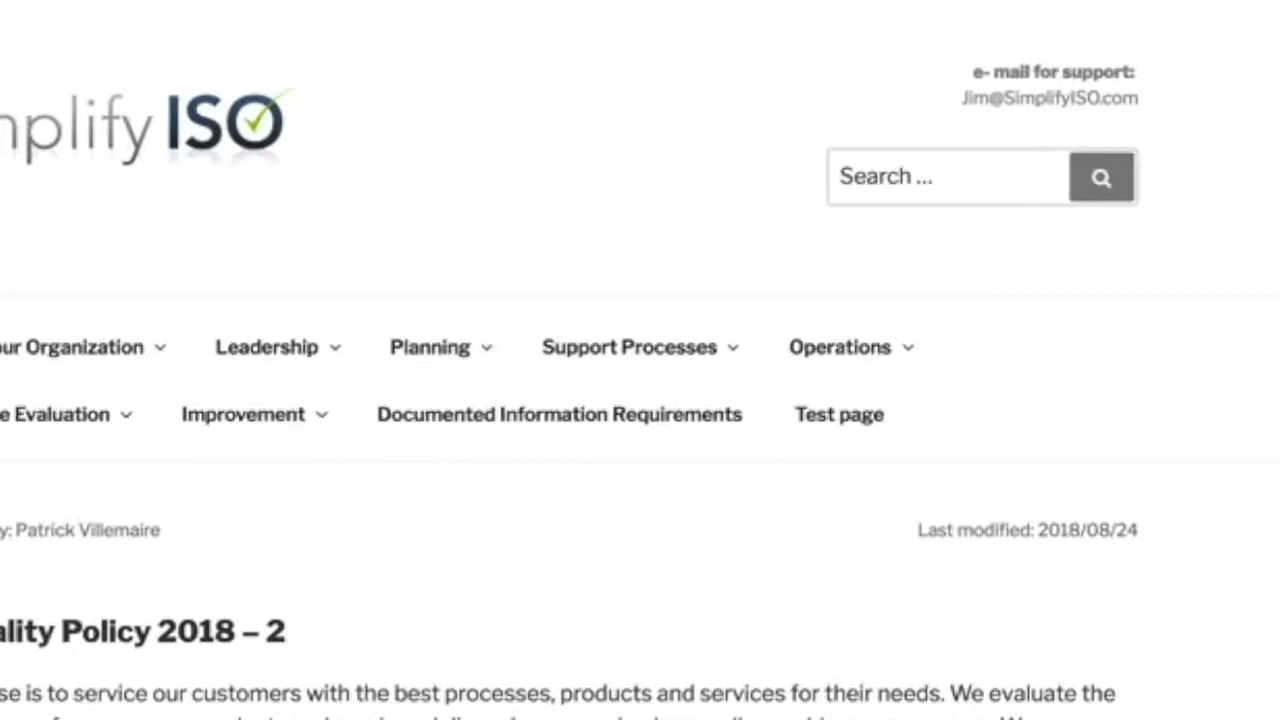 e- mail for support:
Jim@SimplifyISO.com
nplify ISO
Search ...
our Organization Leadership Planning Support Processes Operations
e Evaluation Improvement Documented Information Requirements Test page
y: Patrick Villemaire Last modified: 2018/08/24
ality Policy 2018 – 2
se is to service our customers with the best processes, products and services for their needs. We evaluate the